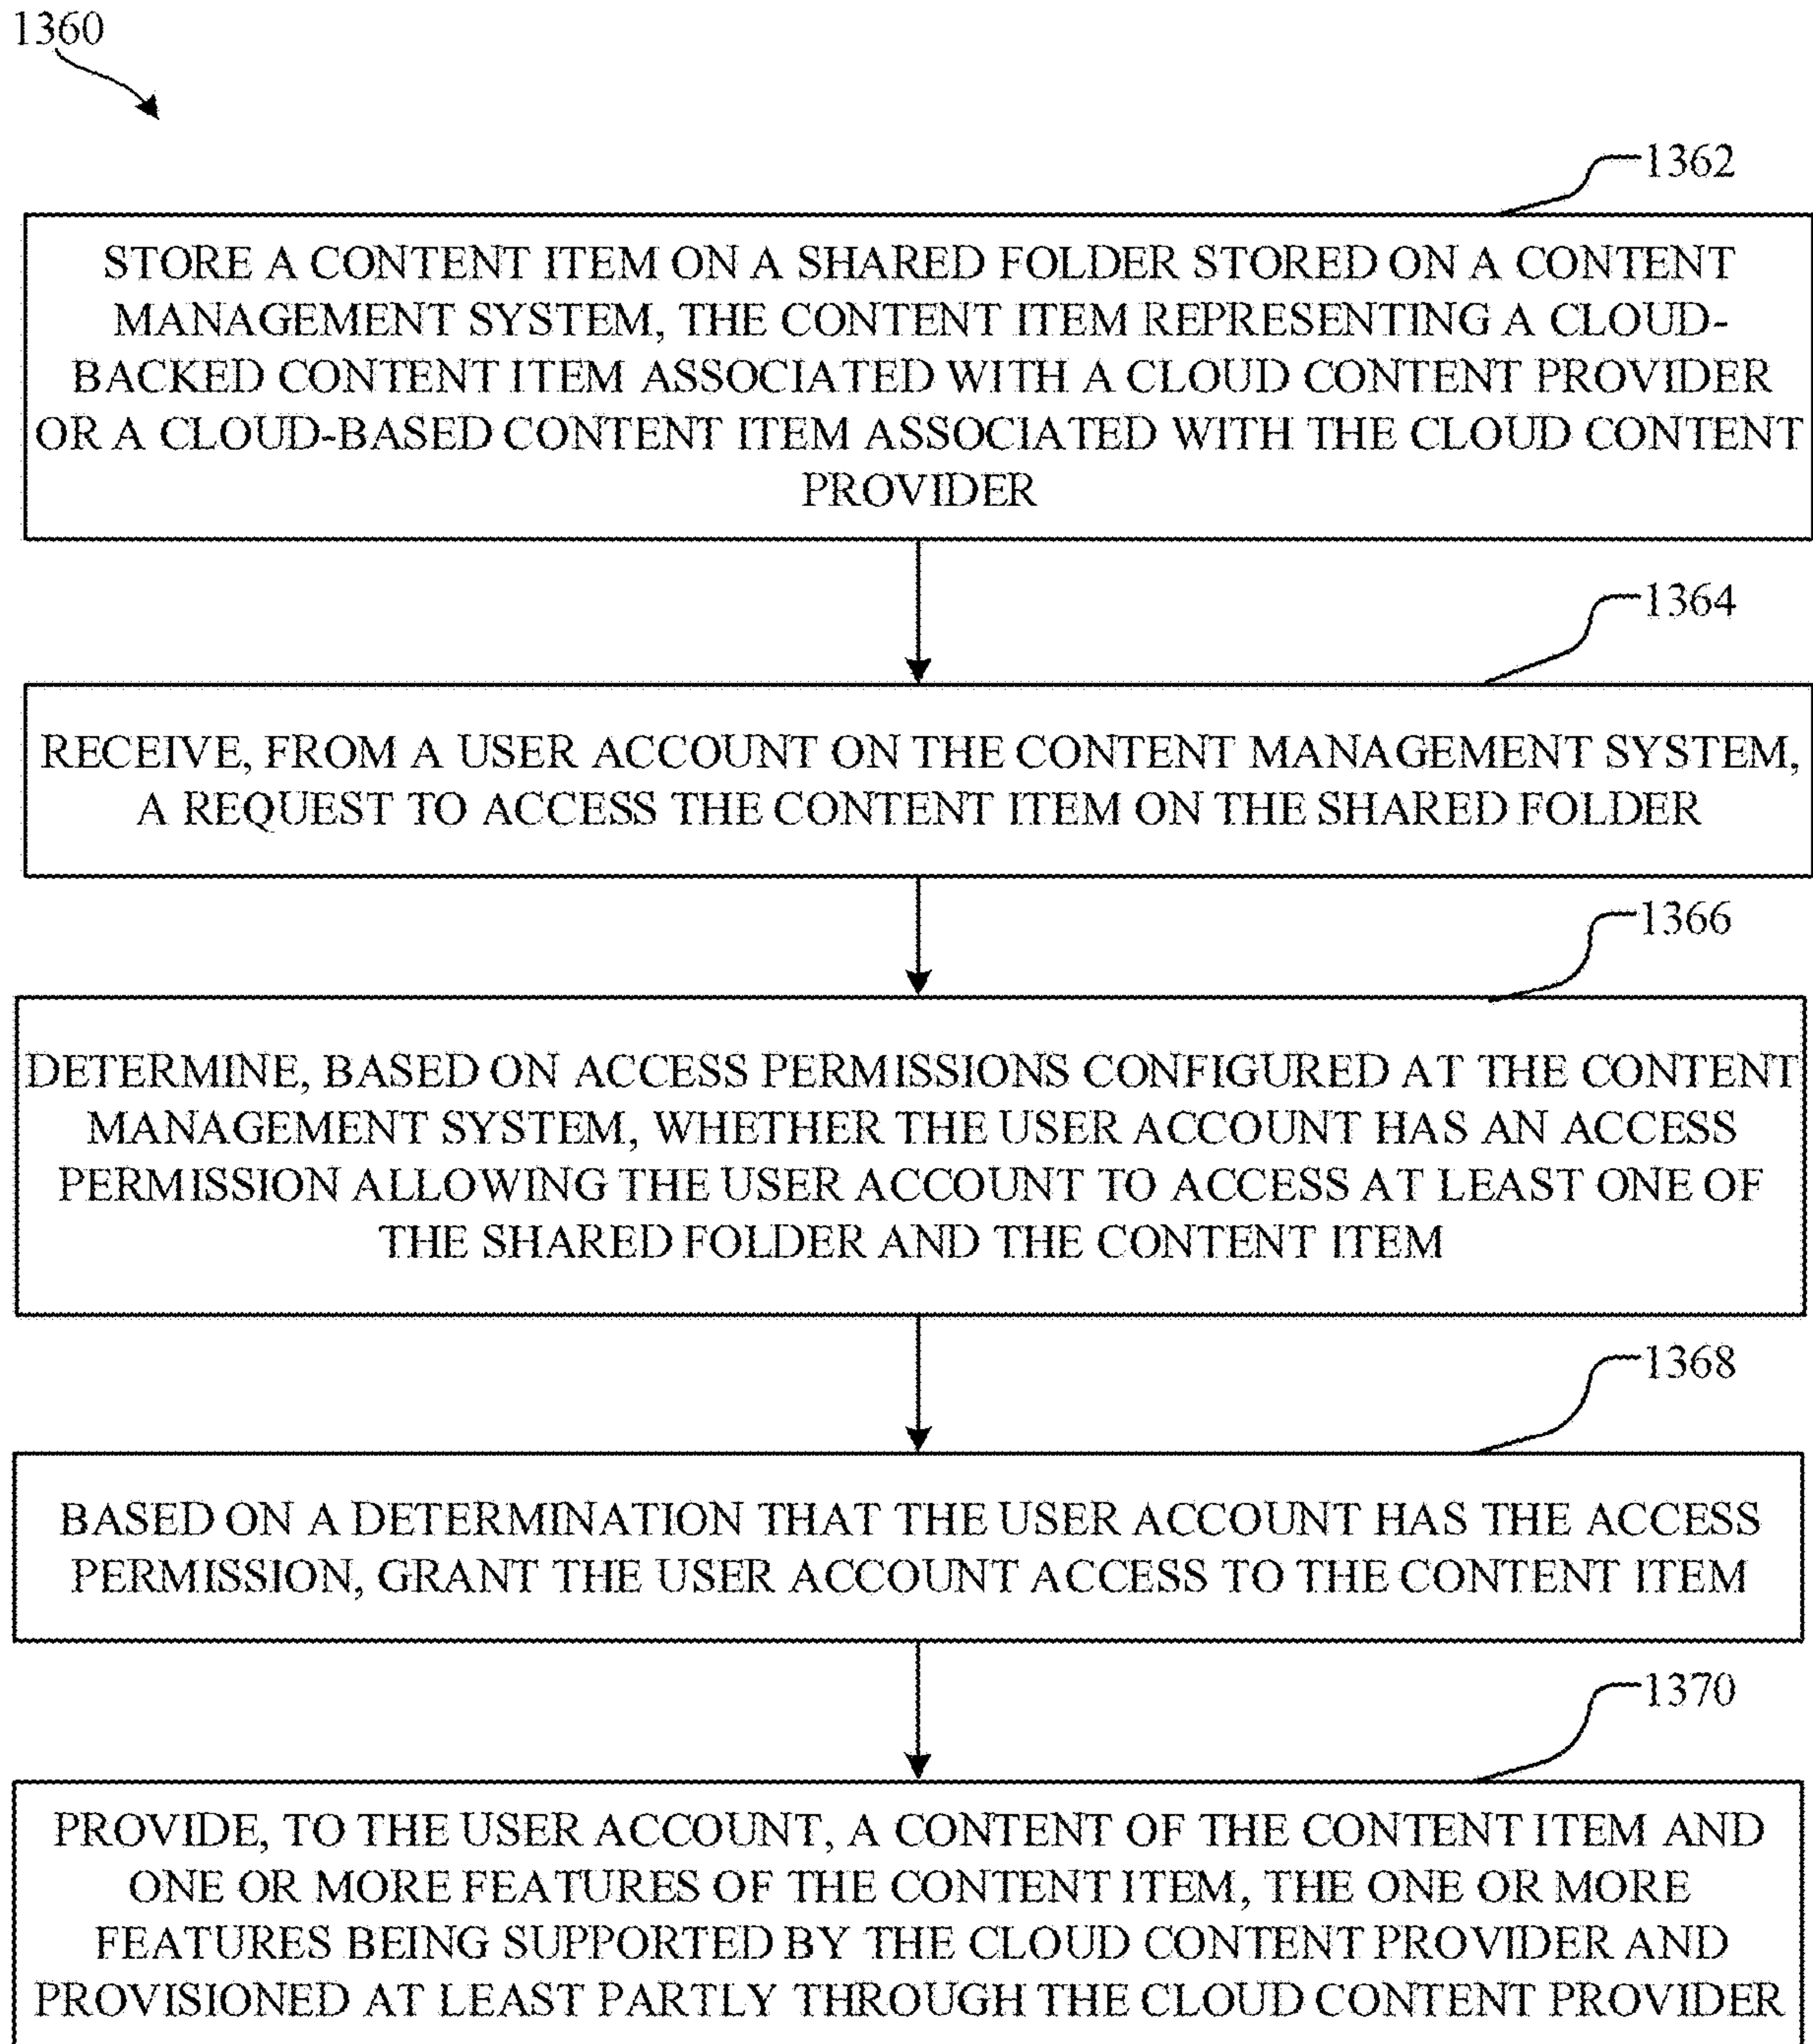 1360
1362
STORE A CONTENT ITEM ON A SHARED FOLDER STORED ON A CONTENT
MANAGEMENT SYSTEM, THE CONTENT ITEM REPRESENTING A CLOUD-
BACKED CONTENT ITEM ASSOCIATED WITH A CLOUD CONTENT PROVIDER
OR A CLOUD-BASED CONTENT ITEM ASSOCIATED WITH THE CLOUD CONTENT
PROVIDER
1364
RECEIVE, FROM A USER ACCOUNT ON THE CONTENT MANAGEMENT SYSTEM,
A REQUEST TO ACCESS THE CONTENT ITEM ON THE SHARED FOLDER
1366
DETERMINE, BASED ON ACCESS PERMISSIONS CONFIGURED AT THE CONTENT
MANAGEMENT SYSTEM, WHETHER THE USER ACCOUNT HAS AN ACCESS
PERMISSION ALLOWING THE USER ACCOUNT TO ACCESS AT LEAST ONE OF
THE SHARED FOLDER AND THE CONTENT ITEM
1368
BASED ON A DETERMINATION THAT THE USER ACCOUNT HAS THE ACCESS
PERMISSION, GRANT THE USER ACCOUNT ACCESS TO THE CONTENT ITEM
1370
PROVIDE, TO THE USER ACCOUNT, A CONTENT OF THE CONTENT ITEM AND
ONE OR MORE FEATURES OF THE CONTENT ITEM, THE ONE OR MORE
FEATURES BEING SUPPORTED BY THE CLOUD CONTENT PROVIDER AND
PROVISIONED AT LEAST PARTLY THROUGH THE CLOUD CONTENT PROVIDER